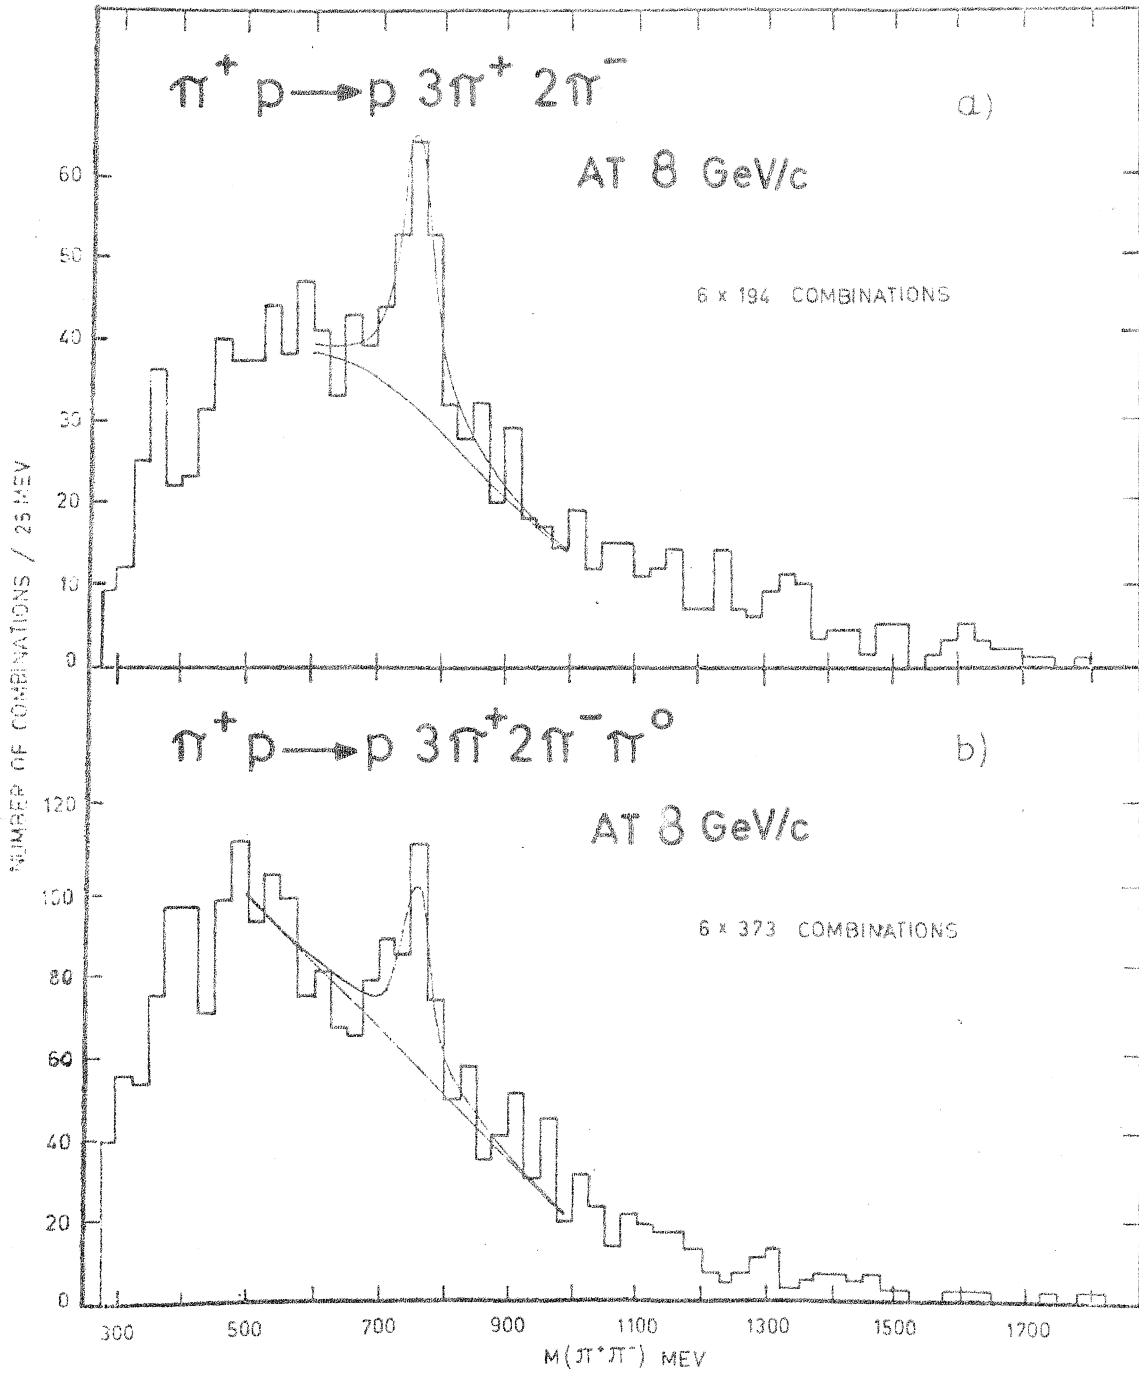 π⁺ p → p 3π⁺ 2π⁻
a)
AT 8 GeV/c
6 x 194 COMBINATIONS
60
50
40
30
20
10
0
NUMBER OF COMBINATIONS / 25 MEV
π⁺ p → p 3π⁺ 2π⁻ π⁰
b)
AT 8 GeV/c
6 x 373 COMBINATIONS
120
100
80
60
40
20
0
300 500 700 900 1100 1300 1500 1700
M(π⁺π⁻) MEV